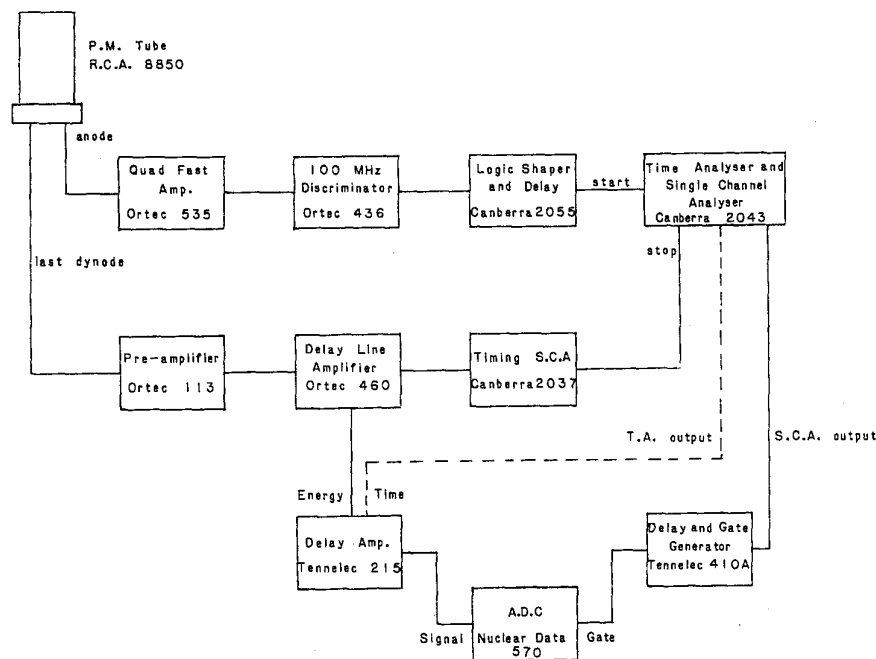 P.M. Tube
R.C.A. 8850
anode
Quad Fast
Amp.
Ortec 535
100 MHz
Discriminator
Ortec 436
Logic Shaper
and Delay
Canberra 2055
start
Time Analyser and
Single Channel
Analyser
Canberra 2043
stop
last dynode
Pre-amplifier
Ortec 113
Delay Line
Amplifier
Ortec 460
Timing S.C.A
Canberra 2037
T.A. output
S.C.A. output
Energy
Time
Delay Amp.
Tennelec 215
Delay and Gate
Generator
Tennelec 410A
Signal
A.D.C
Nuclear Data
570
Gate